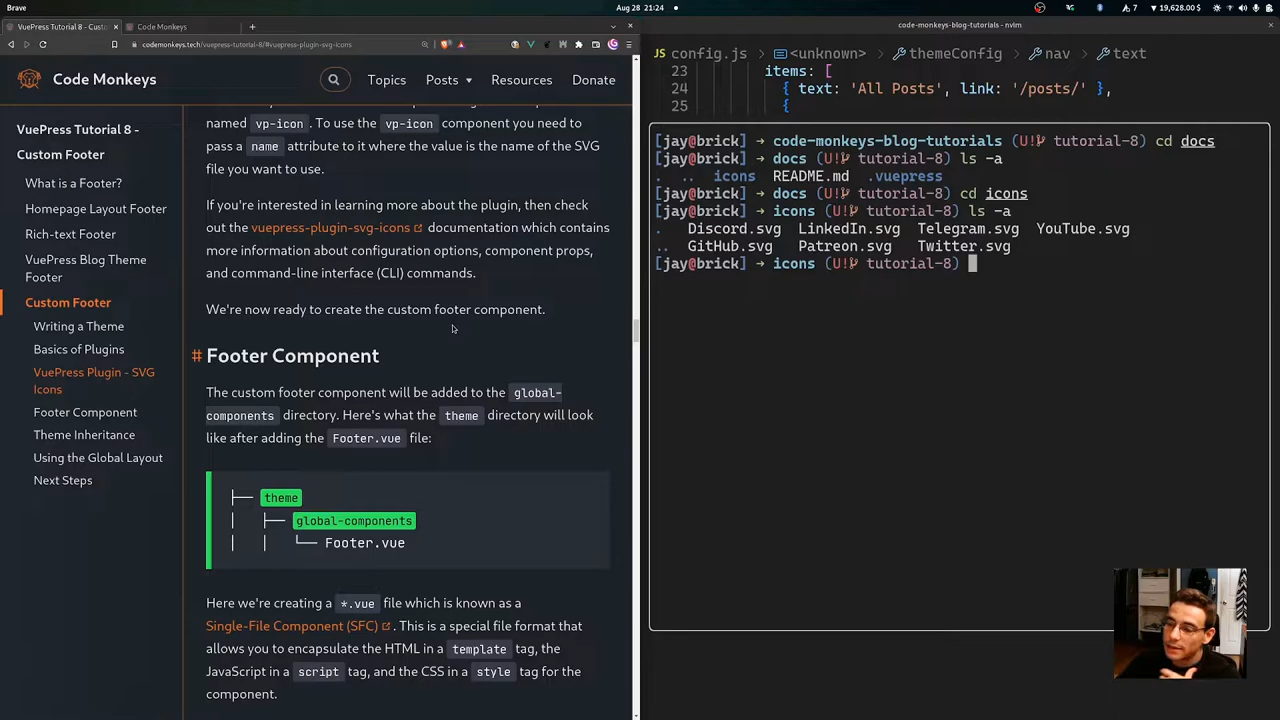 Brave
Aug 28 21:24
7
19,628.00
VuePress Tutorial 8 - Custo
Code Monkeys
codemonkeys.tech/vuepress-tutorial-8/#vuepress-plugin-svg-icons
Code Monkeys
Topics
Posts
Resources
Donate
VuePress Tutorial 8 -
Custom Footer
What is a Footer?
Homepage Layout Footer
Rich-text Footer
VuePress Blog Theme
Footer
Custom Footer
Writing a Theme
Basics of Plugins
VuePress Plugin - SVG
Icons
Footer Component
Theme Inheritance
Using the Global Layout
Next Steps
named vp-icon. To use the vp-icon component you need to
pass a name attribute to it where the value is the name of the SVG
file you want to use.
If you're interested in learning more about the plugin, then check
out the vuepress-plugin-svg-icons documentation which contains
more information about configuration options, component props,
and command-line interface (CLI) commands.
We're now ready to create the custom footer component.
# Footer Component
The custom footer component will be added to the global-
components directory. Here's what the theme directory will look
like after adding the Footer.vue file:
├── theme
│ ├── global-components
│ │ └── Footer.vue
Here we're creating a *.vue file which is known as a
Single-File Component (SFC). This is a special file format that
allows you to encapsulate the HTML in a template tag, the
JavaScript in a script tag, and the CSS in a style tag for the
component.
code-monkeys-blog-tutorials - nvim
JS config.js > <unknown> > themeConfig > nav > text
23 items: [
24 { text: 'All Posts', link: '/posts/' },
25 {
[jay@brick] → code-monkeys-blog-tutorials (U! tutorial-8) cd docs
[jay@brick] → docs (U! tutorial-8) ls -a
. .. icons README.md .vuepress
[jay@brick] → docs (U! tutorial-8) cd icons
[jay@brick] → icons (U! tutorial-8) ls -a
. Discord.svg LinkedIn.svg Telegram.svg YouTube.svg
.. GitHub.svg Patreon.svg Twitter.svg
[jay@brick] → icons (U! tutorial-8)